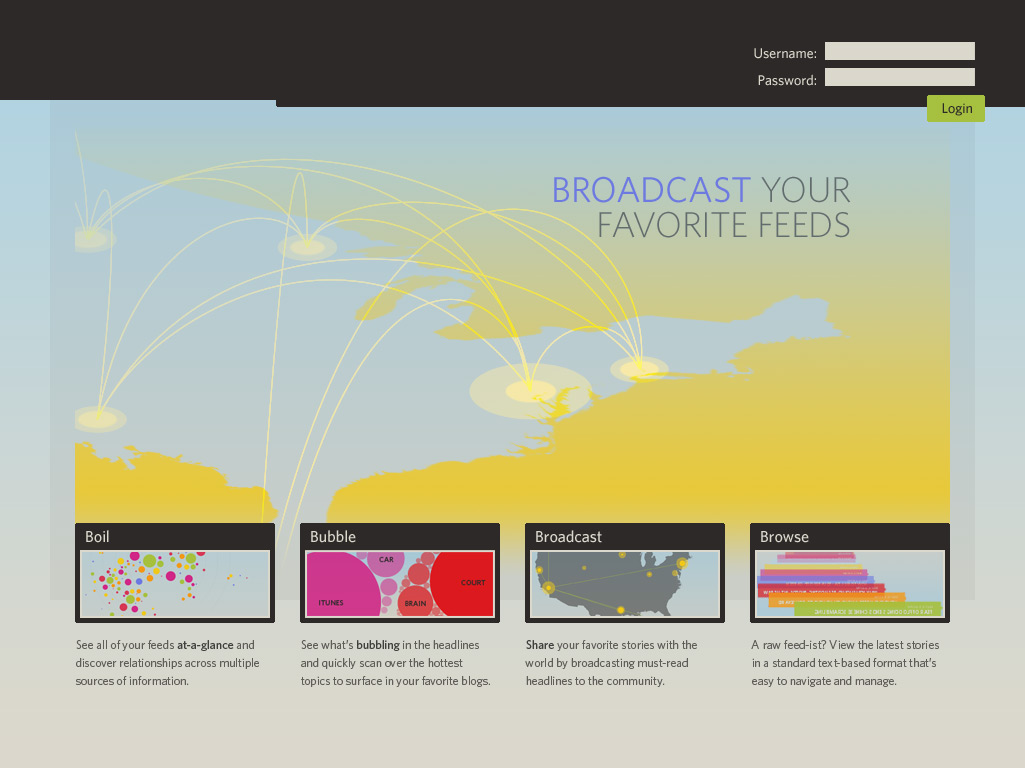 Username:
Password:
Login
BROADCAST YOUR
FAVORITE FEEDS
Boil
Bubble
Broadcast
Browse
CAR
COURT
ITUNES
BRAIN
See all of your feeds at-a-glance and
discover relationships across multiple
sources of information.
See what's bubbling in the headlines
and quickly scan over the hottest
topics to surface in your favorite blogs.
Share your favorite stories with the
world by broadcasting must-read
headlines to the community.
A raw feed-ist? View the latest stories
in a standard text-based format that's
easy to navigate and manage.